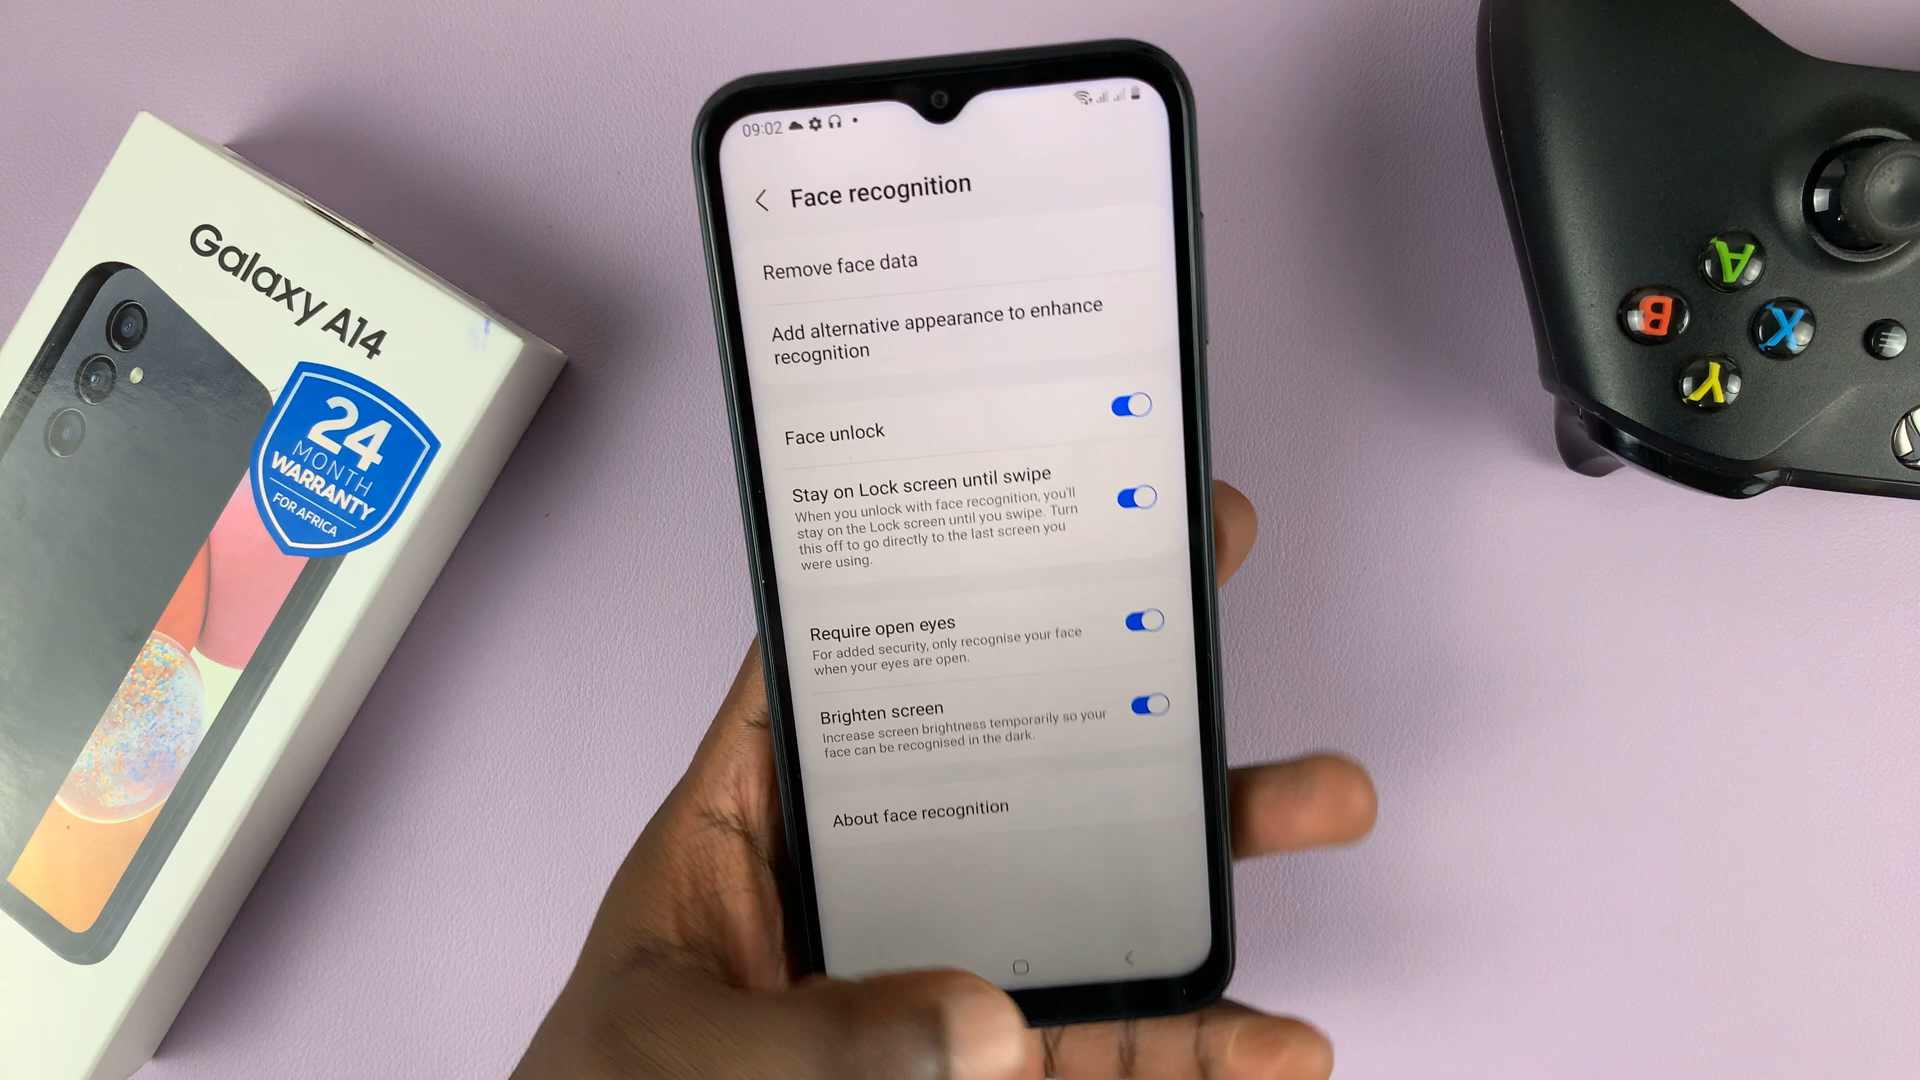 Galaxy A14
24
MONTH
WARRANTY
FOR AFRICA
09:02
Face recognition
Remove face data
Add alternative appearance to enhance
recognition
Face unlock
Stay on Lock screen until swipe
When you unlock with face recognition, you'll
stay on the Lock screen until you swipe. Turn
this off to go directly to the last screen you
were using.
Require open eyes
For added security, only recognise your face
when your eyes are open.
Brighten screen
Increase screen brightness temporarily so your
face can be recognised in the dark.
About face recognition
A
B
X
Y